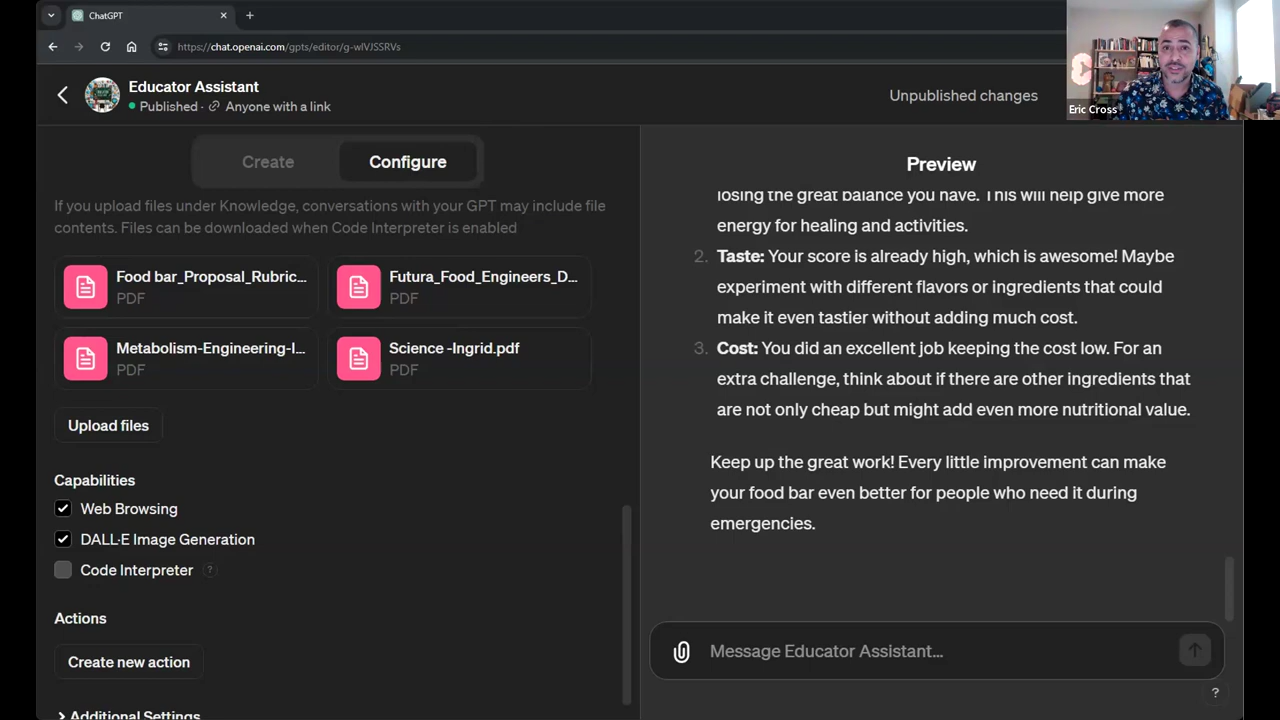 ChatGPT
https://chat.openai.com/gpts/editor/g-wlVJSSRVs
Educator Assistant
Published · Anyone with a link
Unpublished changes
Eric Cross
Create
Configure
If you upload files under Knowledge, conversations with your GPT may include file
contents. Files can be downloaded when Code Interpreter is enabled
Food bar_Proposal_Rubric...
PDF
Futura_Food_Engineers_D...
PDF
Metabolism-Engineering-I...
PDF
Science -Ingrid.pdf
PDF
Upload files
Capabilities
Web Browsing
DALL·E Image Generation
Code Interpreter ?
Actions
Create new action
Additional Settings
Preview
losing the great balance you have. This will help give more
energy for healing and activities.
2. Taste: Your score is already high, which is awesome! Maybe
experiment with different flavors or ingredients that could
make it even tastier without adding much cost.
3. Cost: You did an excellent job keeping the cost low. For an
extra challenge, think about if there are other ingredients that
are not only cheap but might add even more nutritional value.
Keep up the great work! Every little improvement can make
your food bar even better for people who need it during
emergencies.
Message Educator Assistant...
?